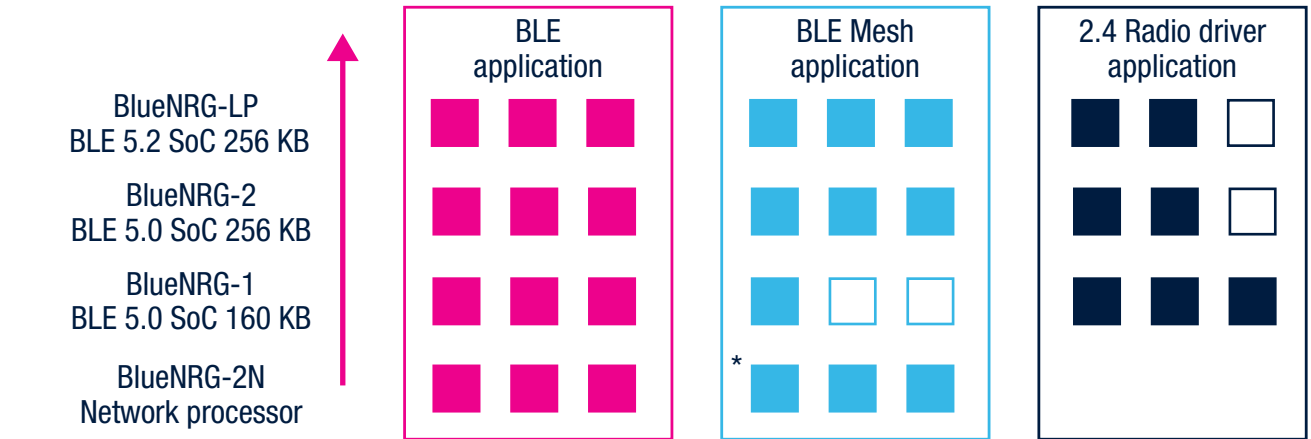 BLE
application
BLE Mesh
application
2.4 Radio driver
application
BlueNRG-LP
BLE 5.2 SoC 256 KB
BlueNRG-2
BLE 5.0 SoC 256 KB
BlueNRG-1
BLE 5.0 SoC 160 KB
*
BlueNRG-2N
Network processor